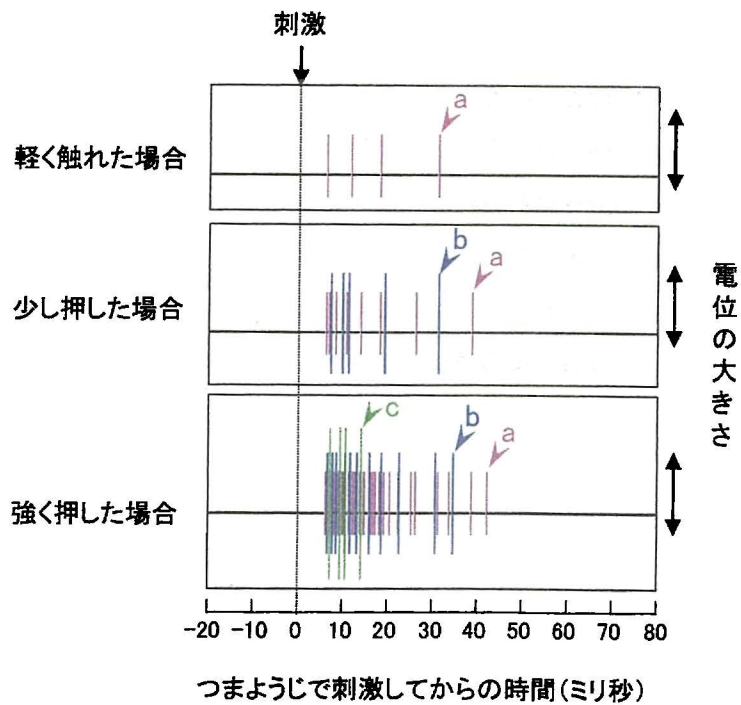 刺激
軽く触れた場合
a
少し押した場合
b
a
強く押した場合
c
b
a
電位の大きさ
-20 -10 0 10 20 30 40 50 60 70 80
つまようじで刺激してからの時間(ミリ秒)